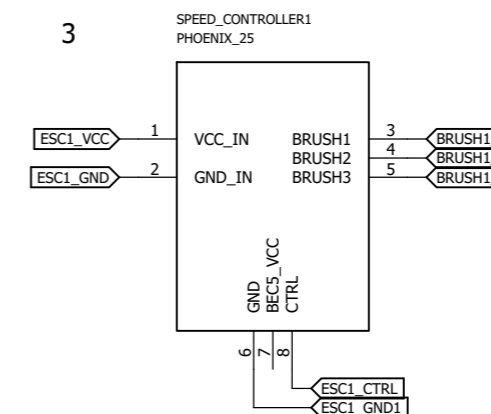 SPEED_CONTROLLER1
3
PHOENIX_25
ESC1_VCC 1 VCC_IN BRUSH1 3 BRUSH1
BRUSH2 4 BRUSH1
ESC1_GND 2 GND_IN BRUSH3 5 BRUSH1
GND
BEC5_VCC
CTRL
6
7
8
ESC1_CTRL
ESC1_GND1